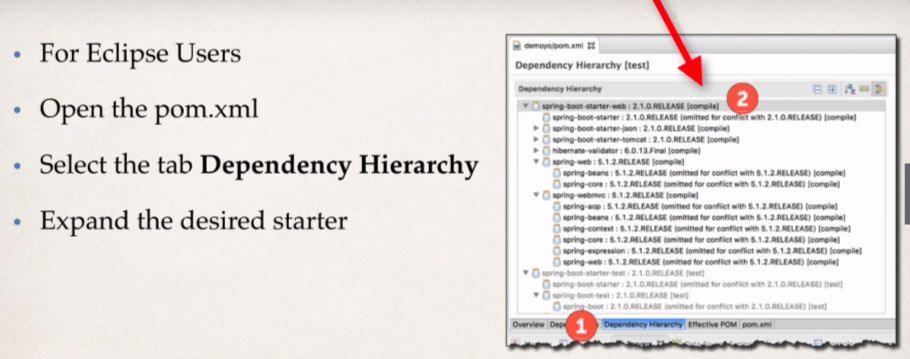 • For Eclipse Users
• Open the pom.xml
• Select the tab Dependency Hierarchy
• Expand the desired starter
demoyo/pom.xml
Dependency Hierarchy [test]
Dependency Hierarchy
2
spring-boot-starter-web : 2.1.0.RELEASE [compile]
spring-boot-starter : 2.1.0.RELEASE (omitted for conflict with 2.1.0.RELEASE) [compile]
spring-boot-starter-json : 2.1.0.RELEASE [compile]
spring-boot-starter-tomcat : 2.1.0.RELEASE [compile]
hibernate-validator : 6.0.13.Final [compile]
spring-web : 5.1.2.RELEASE [compile]
spring-beans : 5.1.2.RELEASE (omitted for conflict with 5.1.2.RELEASE) [compile]
spring-core : 5.1.2.RELEASE (omitted for conflict with 5.1.2.RELEASE) [compile]
spring-webmvc : 5.1.2.RELEASE [compile]
spring-aop : 5.1.2.RELEASE (omitted for conflict with 5.1.2.RELEASE) [compile]
spring-beans : 5.1.2.RELEASE (omitted for conflict with 5.1.2.RELEASE) [compile]
spring-context : 5.1.2.RELEASE (omitted for conflict with 5.1.2.RELEASE) [compile]
spring-core : 5.1.2.RELEASE (omitted for conflict with 5.1.2.RELEASE) [compile]
spring-expression : 5.1.2.RELEASE (omitted for conflict with 5.1.2.RELEASE) [compile]
spring-web : 5.1.2.RELEASE (omitted for conflict with 5.1.2.RELEASE) [compile]
spring-boot-starter-test : 2.1.0.RELEASE [test]
spring-boot-starter : 2.1.0.RELEASE (omitted for conflict with 2.1.0.RELEASE) [test]
spring-boot-test : 2.1.0.RELEASE [test]
spring-boot : 2.1.0.RELEASE (omitted for conflict with 2.1.0.RELEASE) [test]
Overview Depe 1 s Dependency Hierarchy Effective POM pom.xml